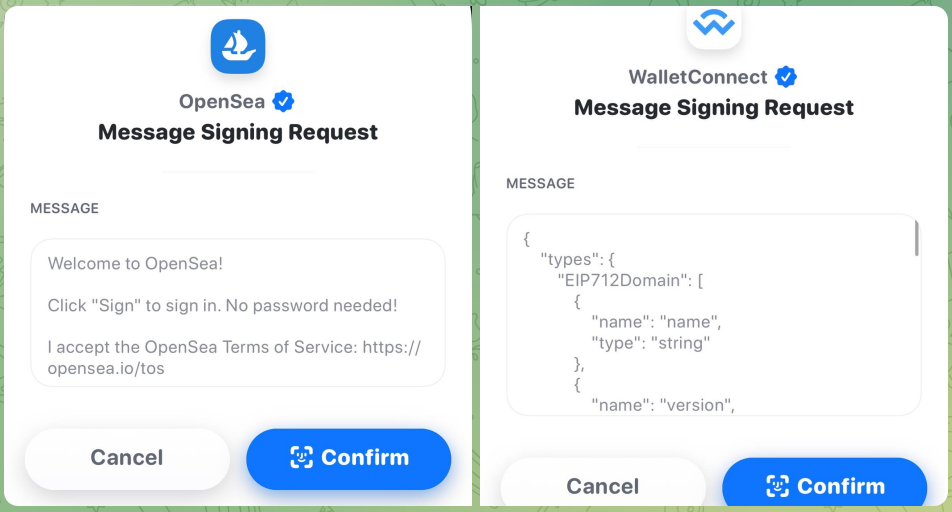 OpenSea
Message Signing Request
MESSAGE
Welcome to OpenSea!
Click "Sign" to sign in. No password needed!
I accept the OpenSea Terms of Service: https://
opensea.io/tos
Cancel
Confirm
WalletConnect
Message Signing Request
MESSAGE
{
"types": {
"EIP712Domain": [
{
"name": "name",
"type": "string"
},
{
"name": "version",
Cancel
Confirm